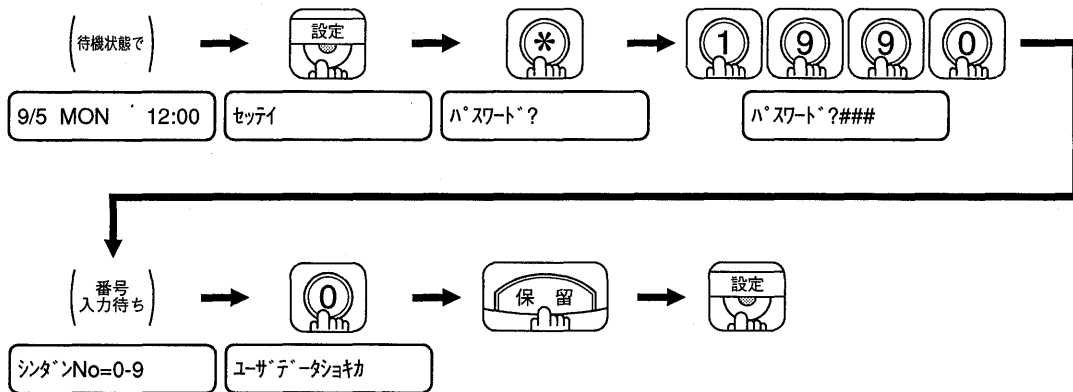 待機状態で
設定
*
1 9 9 0
9/5 MON 12:00
セッテイ
パスワード?
パスワード?###
番号
入力待ち
0
保 留
設定
シンダンNo=0-9
ユーザデータショキカ